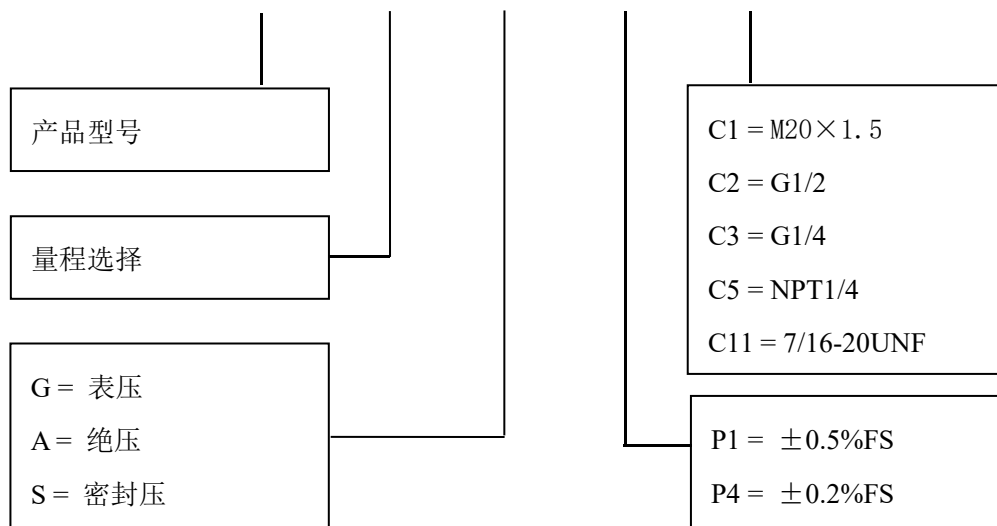 产品型号
量程选择
G = 表压
A = 绝压
S = 密封压
C1 = M20×1.5
C2 = G1/2
C3 = G1/4
C5 = NPT1/4
C11 = 7/16-20UNF
P1 = ±0.5%FS
P4 = ±0.2%FS